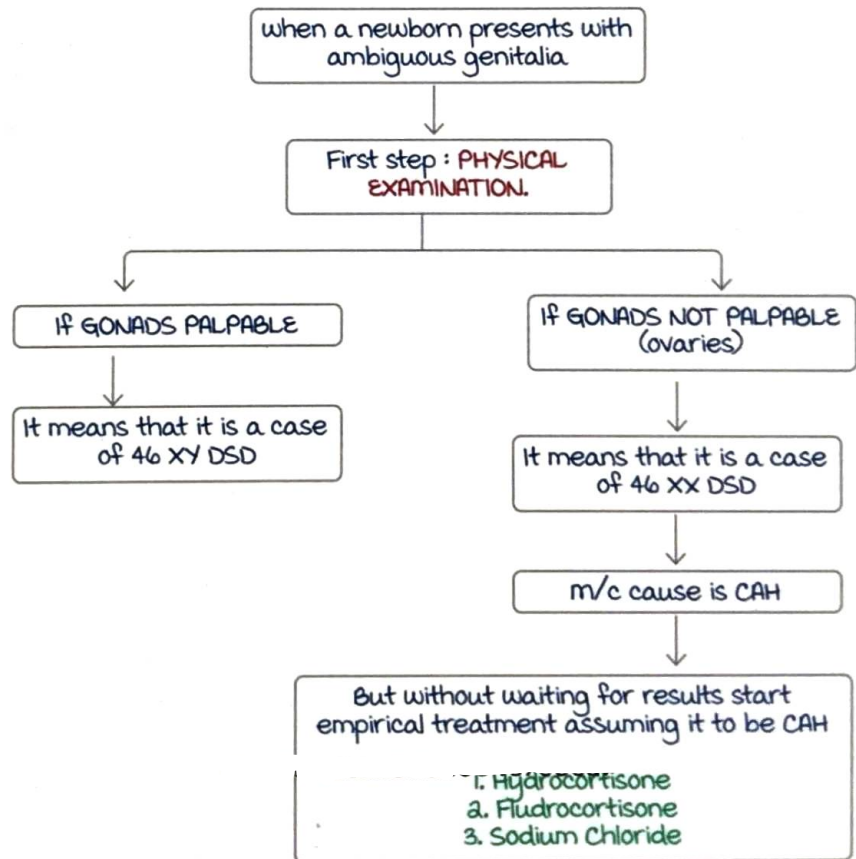 when a newborn presents with
ambiguous genitalia
First step : PHYSICAL
EXAMINATION.
If GONADS PALPABLE
If GONADS NOT PALPABLE
(ovaries)
It means that it is a case
of 46 XY DSD
It means that it is a case
of 46 XX DSD
m/c cause is CAH
But without waiting for results start
empirical treatment assuming it to be CAH
1. Hydrocortisone
2. Fludrocortisone
3. Sodium Chloride